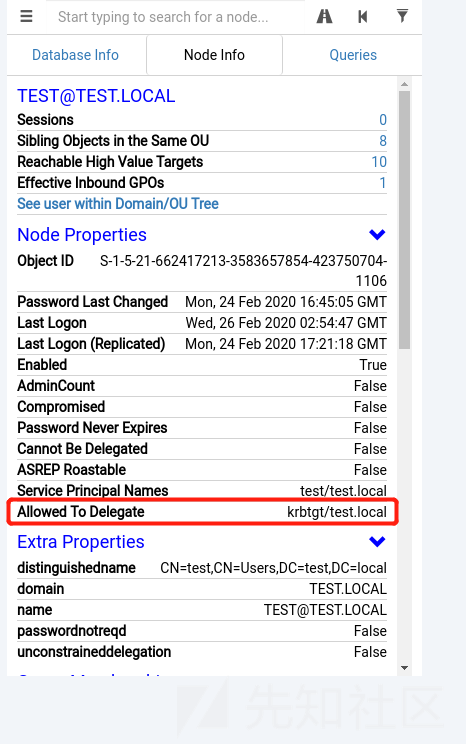 Start typing to search for a node...
Database Info Node Info Queries
TEST@TEST.LOCAL
Sessions 0
Sibling Objects in the Same OU 8
Reachable High Value Targets 10
Effective Inbound GPOs 1
See user within Domain/OU Tree
Node Properties
Object ID S-1-5-21-662417213-3583657854-423750704-
1106
Password Last Changed Mon, 24 Feb 2020 16:45:05 GMT
Last Logon Wed, 26 Feb 2020 02:54:47 GMT
Last Logon (Replicated) Mon, 24 Feb 2020 17:21:18 GMT
Enabled True
AdminCount False
Compromised False
Password Never Expires False
Cannot Be Delegated False
ASREP Roastable False
Service Principal Names test/test.local
Allowed To Delegate krbtgt/test.local
Extra Properties
distinguishedname CN=test,CN=Users,DC=test,DC=local
domain TEST.LOCAL
name TEST@TEST.LOCAL
passwordnotreqd False
unconstraineddelegation False
先知社区